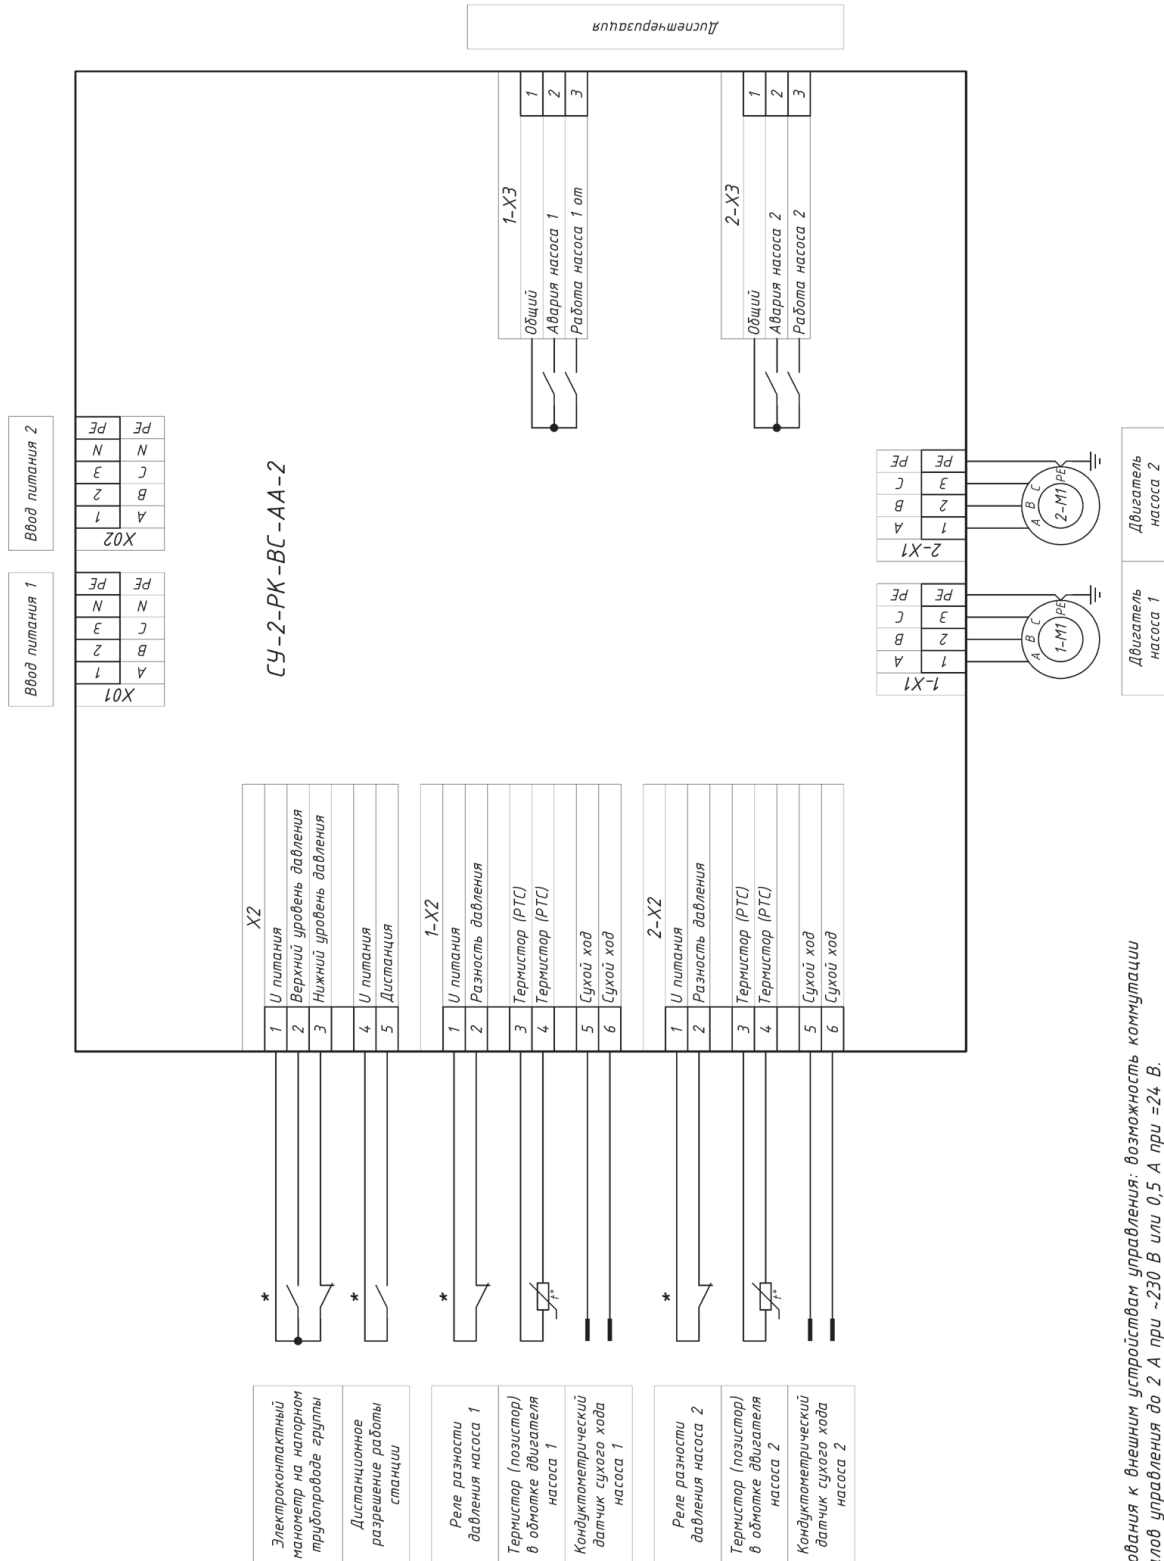 Диспетчеризация
Ввод питания 2
Ввод питания 1
PE PE
N N
3 C
2 B
1 A
X02
PE PE
N N
3 C
2 B
1 A
X01
СУ-2-РК-ВС-АА-2
1-X3
Общий 1
Авария насоса 1 2
Работа насоса 1 от 3
2-X3
Общий 1
Авария насоса 2 2
Работа насоса 2 3
PE PE
C 3
B 2
A 1
2-X1
PE PE
C 3
B 2
A 1
1-X1
A B C PE
2-M1
A B C PE
1-M1
Двигатель
насоса 2
Двигатель
насоса 1
X2
1 U питания
2 Верхний уровень давления
3 Нижний уровень давления
4 U питания
5 Дистанция
1-X2
1 U питания
2 Разность давления
3 Термистор (PTC)
4 Термистор (PTC)
5 Сухой ход
6 Сухой ход
2-X2
1 U питания
2 Разность давления
3 Термистор (PTC)
4 Термистор (PTC)
5 Сухой ход
6 Сухой ход
*
*
*
t°
*
t°
Электроконтактный
манометр на напорном
трубопроводе группы
Дистанционное
разрешение работы
станции
Реле разности
давления насоса 1
Термистор (позистор)
в обмотке двигателя
насоса 1
Кондуктометрический
датчик сухого хода
насоса 1
Реле разности
давления насоса 2
Термистор (позистор)
в обмотке двигателя
насоса 2
Кондуктометрический
датчик сухого хода
насоса 2
к внешним устройствам управления: возможность коммутации
управления до 2 А при ~230 В или 0,5 А при =24 В.